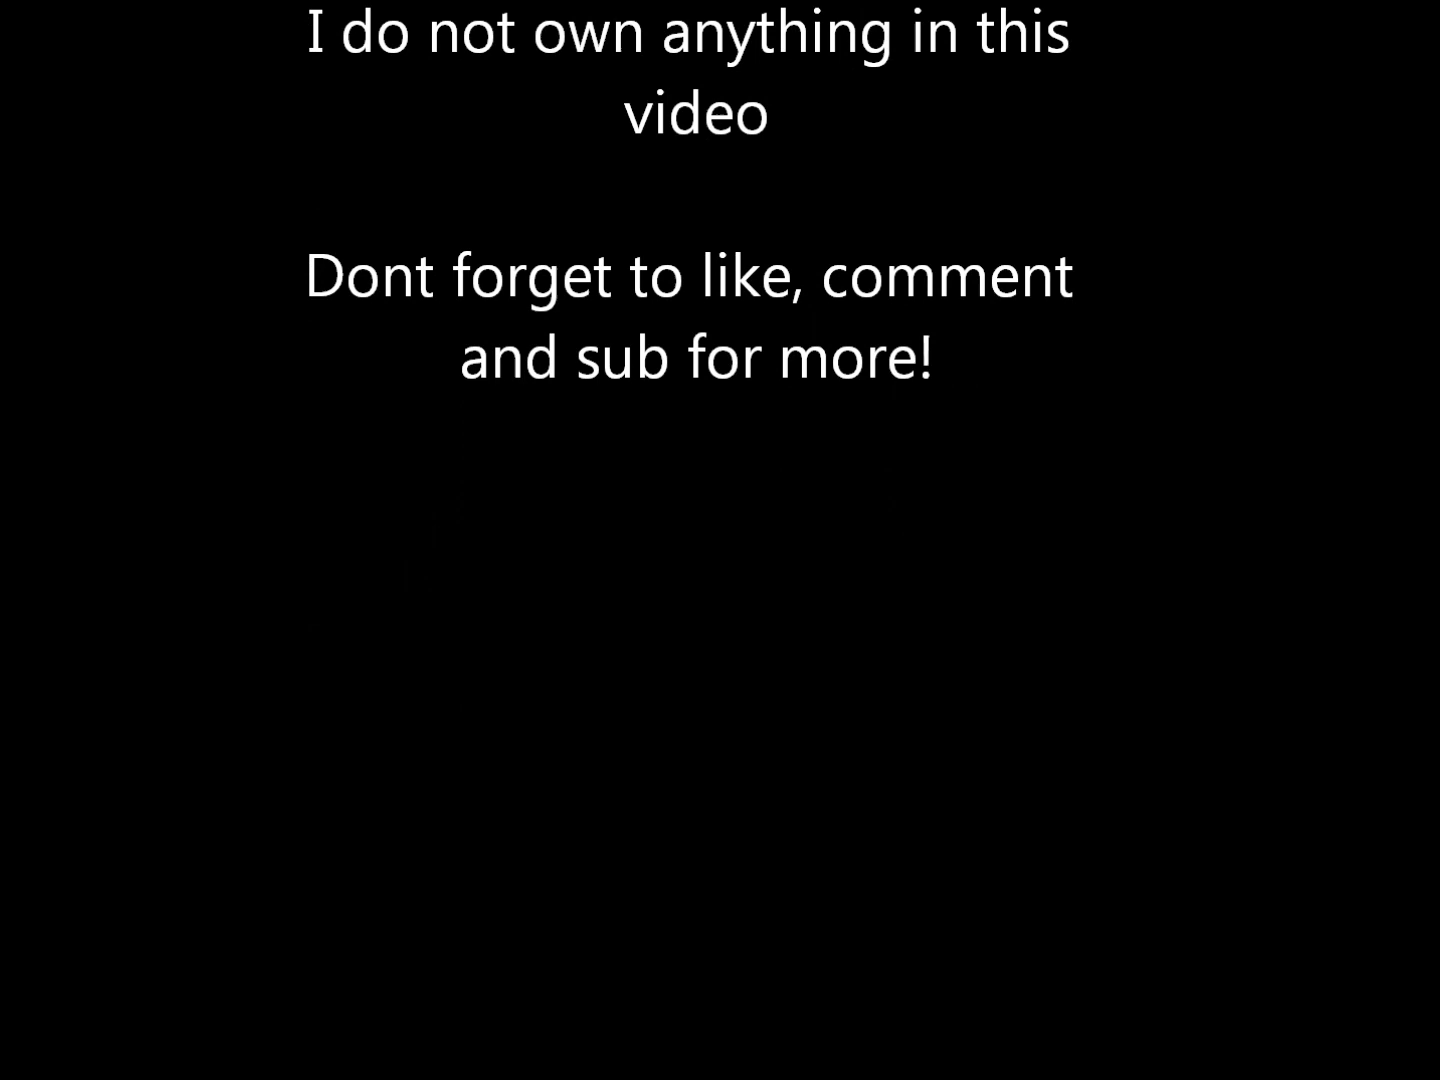 I do not own anything in this
video
Dont forget to like, comment
and sub for more!